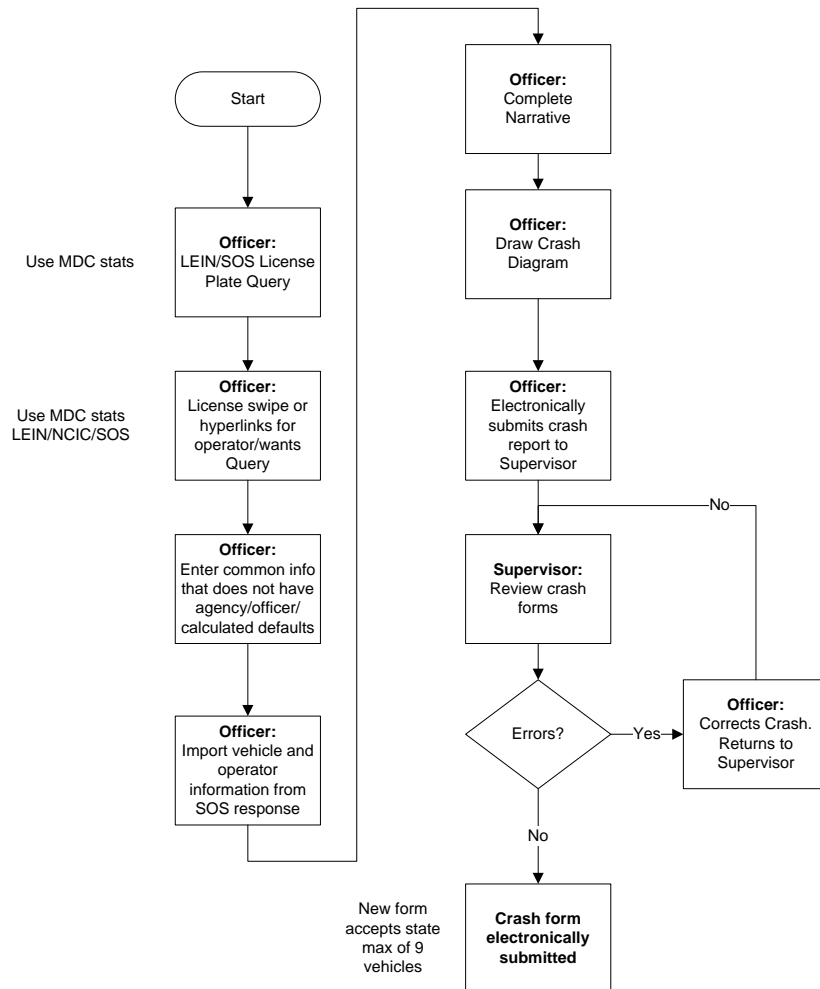 Start
Use MDC stats
Officer:
LEIN/SOS License
Plate Query
Use MDC stats
LEIN/NCIC/SOS
Officer:
License swipe or
hyperlinks for
operator/wants
Query
Officer:
Enter common info
that does not have
agency/officer/
calculated defaults
Officer:
Import vehicle and
operator
information from
SOS response
Officer:
Complete
Narrative
Officer:
Draw Crash
Diagram
Officer:
Electronically
submits crash
report to
Supervisor
No
Supervisor:
Review crash
forms
Errors?
Yes
Officer:
Corrects Crash.
Returns to
Supervisor
No
New form
accepts state
max of 9
vehicles
Crash form
electronically
submitted